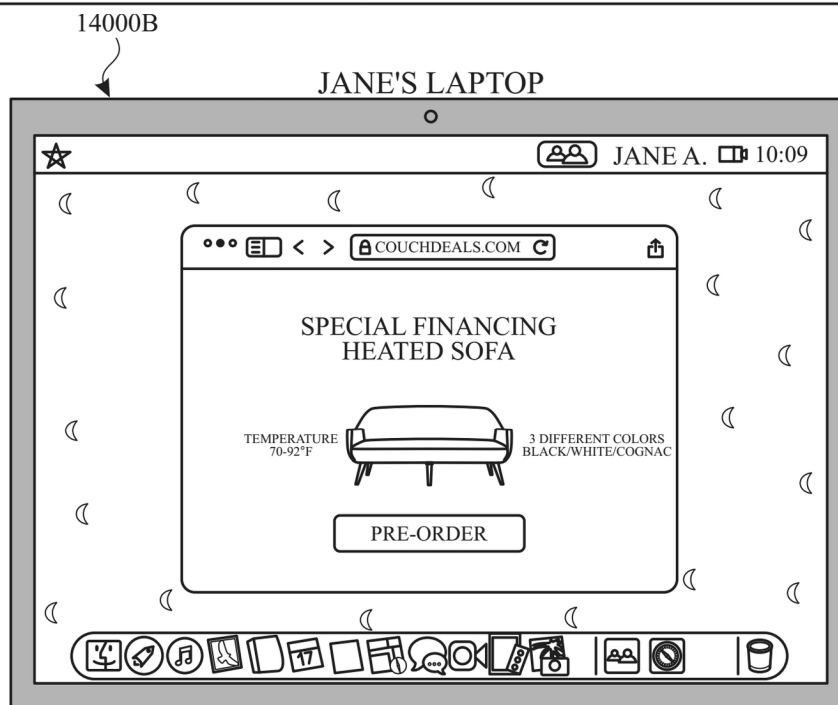 14000B
JANE'S LAPTOP
JANE A. 10:09
COUCHDEALS.COM
SPECIAL FINANCING
HEATED SOFA
TEMPERATURE
70-92°F
3 DIFFERENT COLORS
BLACK/WHITE/COGNAC
PRE-ORDER
17